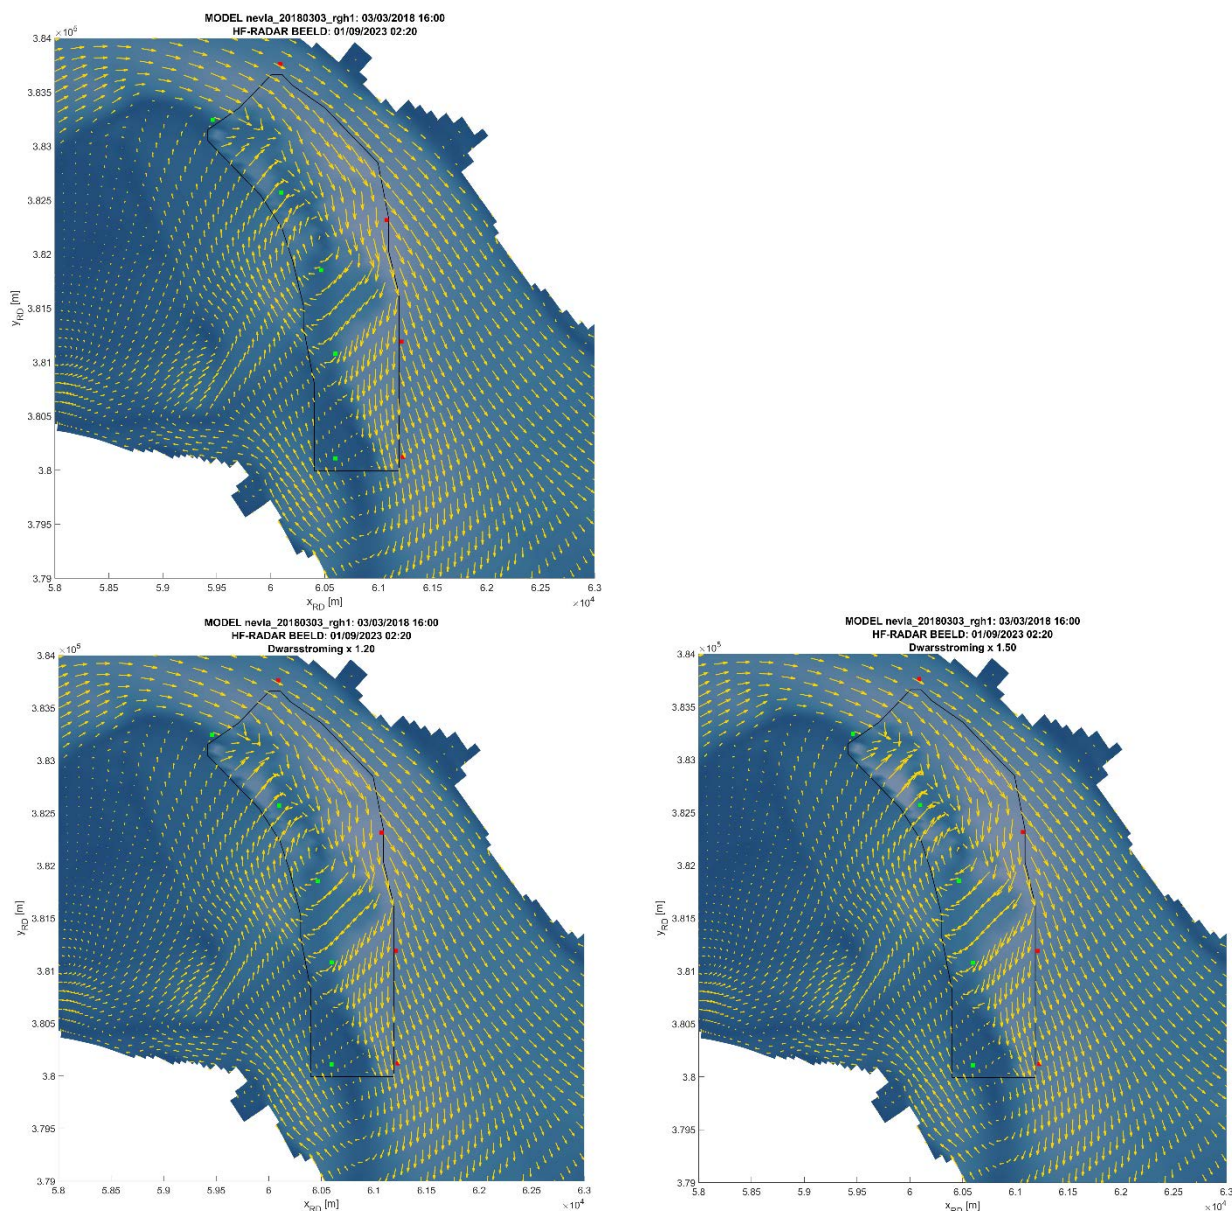 MODEL nevla_20180303_rgh1: 03/03/2018 16:00
HF-RADAR BEELD: 01/09/2023 02:20
×10⁵
3.84
3.835
3.83
3.825
3.82
3.815
3.81
3.805
3.8
3.795
3.79
y_RD [m]
5.8 5.85 5.9 5.95 6 6.05 6.1 6.15 6.2 6.25 6.3
x_RD [m]
×10⁴
MODEL nevla_20180303_rgh1: 03/03/2018 16:00
HF-RADAR BEELD: 01/09/2023 02:20
Dwarsstroming x 1.20
×10⁵
3.84
3.835
3.83
3.825
3.82
3.815
3.81
3.805
3.8
3.795
3.79
y_RD [m]
5.8 5.85 5.9 5.95 6 6.05 6.1 6.15 6.2 6.25 6.3
x_RD [m]
×10⁴
MODEL nevla_20180303_rgh1: 03/03/2018 16:00
HF-RADAR BEELD: 01/09/2023 02:20
Dwarsstroming x 1.50
×10⁵
3.84
3.835
3.83
3.825
3.82
3.815
3.81
3.805
3.8
3.795
3.79
y_RD [m]
5.8 5.85 5.9 5.95 6 6.05 6.1 6.15 6.2 6.25 6.3
x_RD [m]
×10⁴